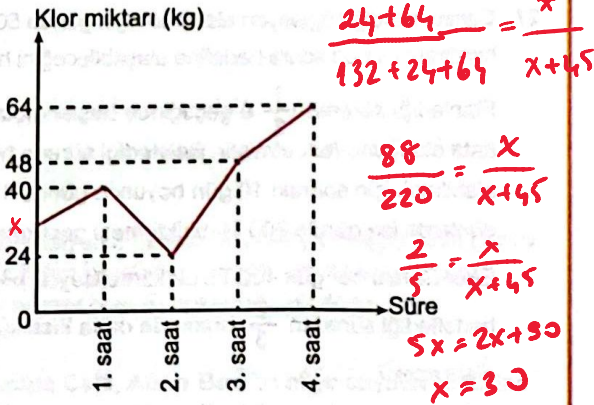 Klor miktarı (kg)
64
48
40
x
24
0
1. saat
2. saat
3. saat
4. saat
Süre
24+64 / 132+24+64 = x / x+45
88 / 220 = x / x+45
2 / 5 = x / x+45
5x = 2x+90
x = 30